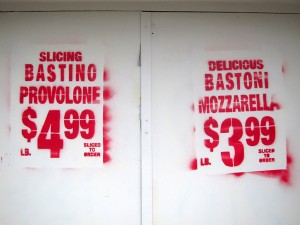 SLICING
BASTINO
PROVOLONE
$4.99
LB.
SLICED
TO
ORDER
DELICIOUS
BASTONI
MOZZARELLA
$3.99
LB.
SLICED
TO
ORDER